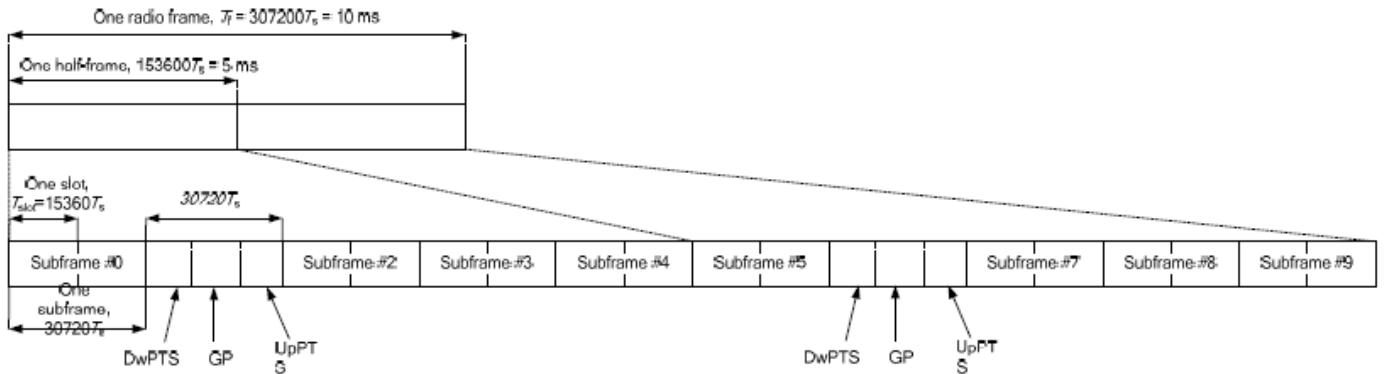 One radio frame, Tf = 307200Ts = 10 ms
One half-frame, 153600Ts = 5 ms
One slot,
Tslot=15360Ts
30720Ts
Subframe #0
Subframe #2
Subframe #3
Subframe #4
Subframe #5
Subframe #7
Subframe #8
Subframe #9
One
subframe,
30720Ts
DwPTS
GP
UpPT
S
DwPTS
GP
UpPT
S